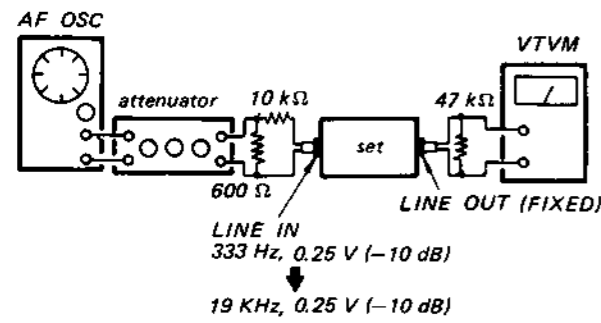 AF OSC
VTVM
attenuator
10 kΩ
47 kΩ
set
600 Ω
LINE OUT (FIXED)
LINE IN
333 Hz, 0.25 V (−10 dB)
19 KHz, 0.25 V (−10 dB)